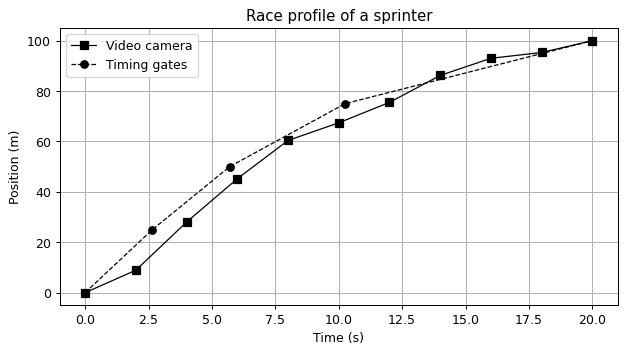 Race profile of a sprinter
Video camera
Timing gates
Position (m)
100
80
60
40
20
0
0.0 2.5 5.0 7.5 10.0 12.5 15.0 17.5 20.0
Time (s)